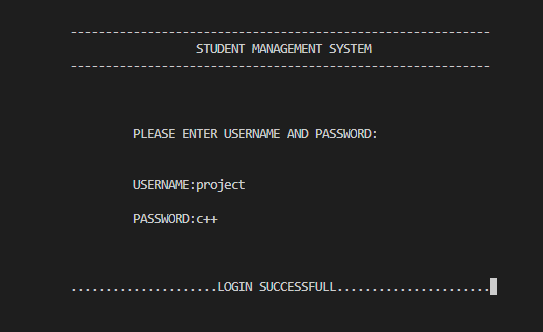 ------------------------------------------------------------
STUDENT MANAGEMENT SYSTEM
------------------------------------------------------------
PLEASE ENTER USERNAME AND PASSWORD:
USERNAME:project
PASSWORD:c++
.....................LOGIN SUCCESSFULL......................